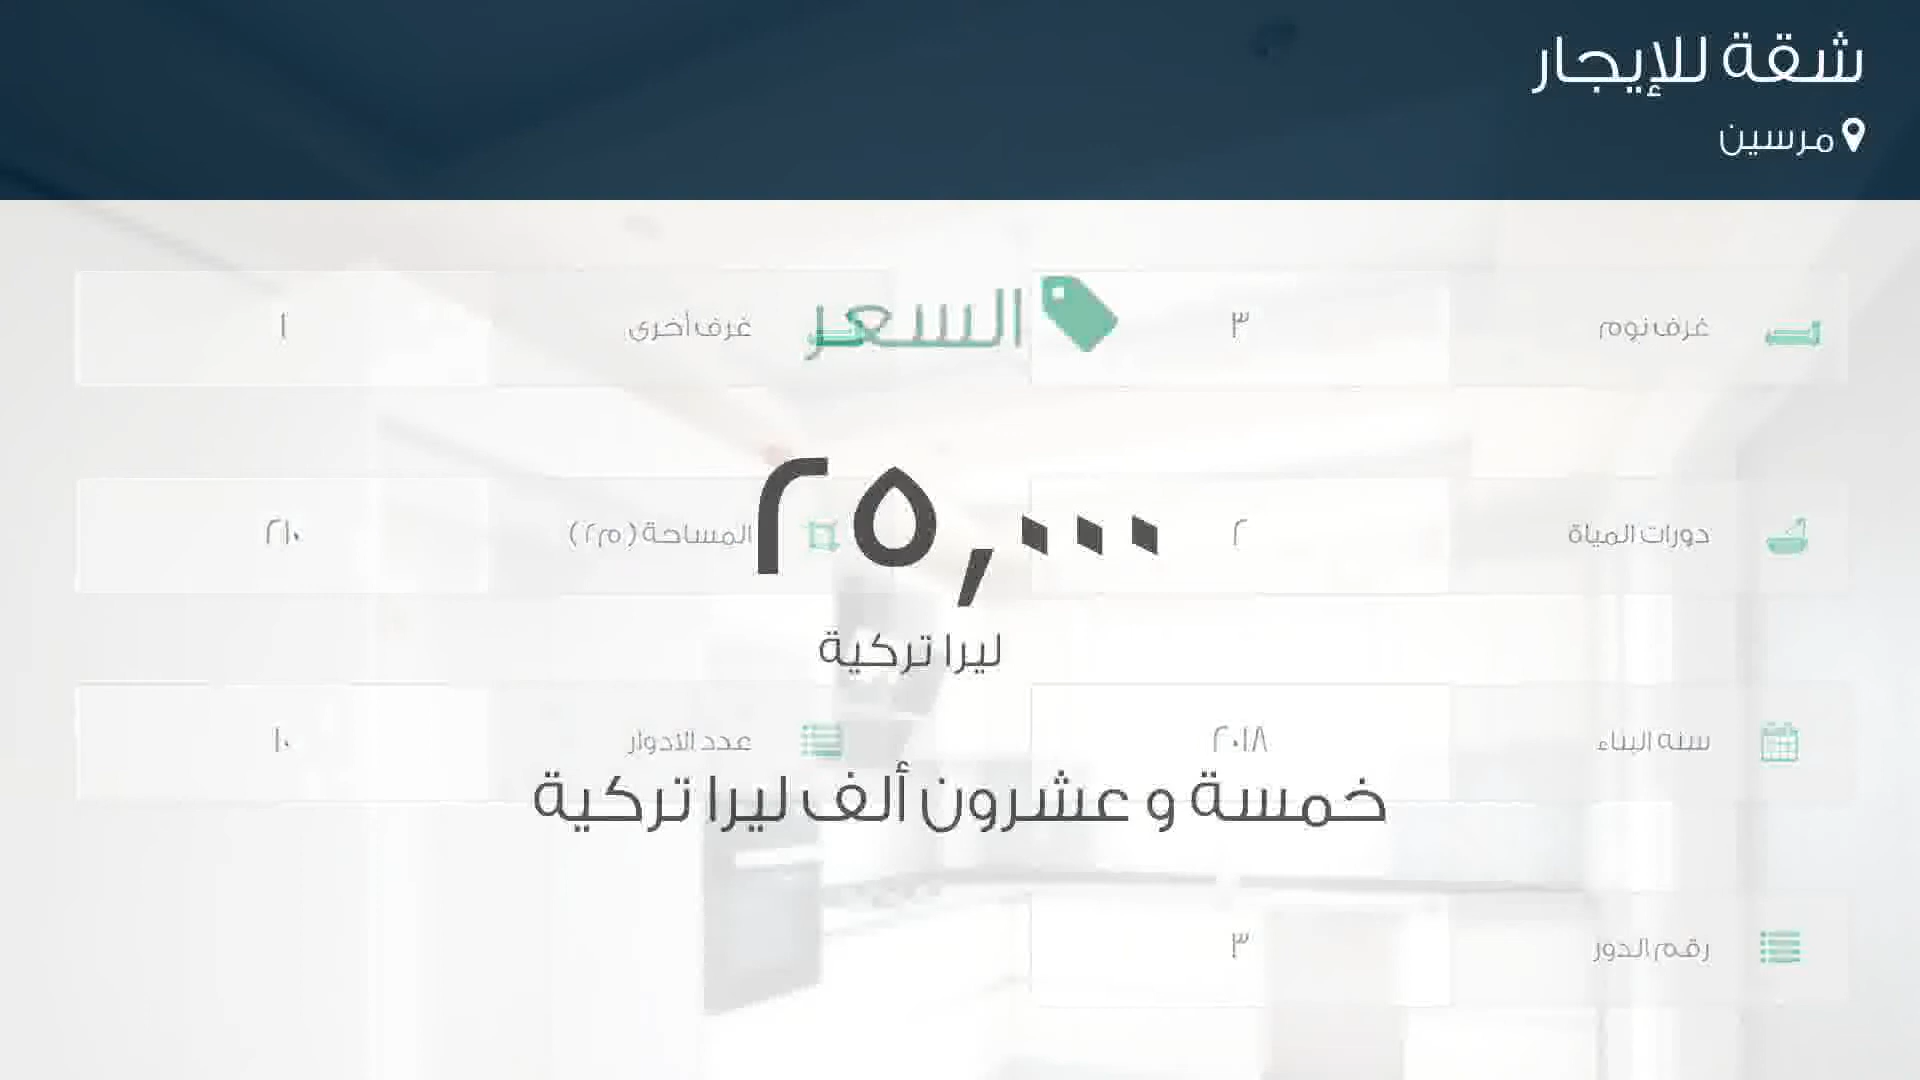 شقة للإيجار
مرسين
السعر
٢٥,٠٠٠
ليرا تركية
خمسة و عشرون ألف ليرا تركية
غرف نوم ٣
غرف أخرى ١
دورات المياة ٢
المساحة (م٢) ٢١٠
سنه البناء ٢٠١٨
عدد الادوار ١٠
رقم الدور ٣